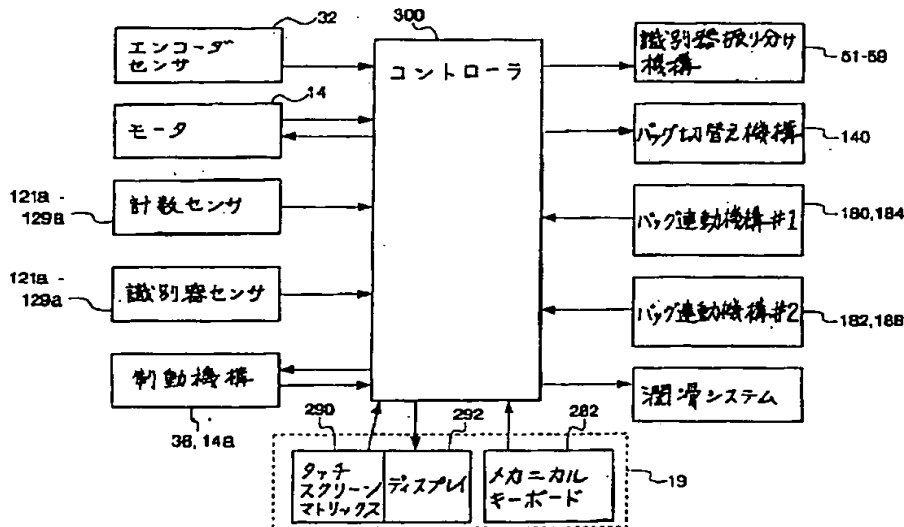 32
エンコーダ
センサ
14
モータ
121a -
129a
計数センサ
121a -
129a
識別器センサ
制動機構
36, 14a
300
コントローラ
識別器振り分け
機構
51-59
バッグ切替え機構
140
バッグ連動機構#1
180, 184
バッグ連動機構#2
182, 188
潤滑システム
290
タッチ
スクリーン
マトリックス
292
ディスプレイ
282
メカニカル
キーボード
19